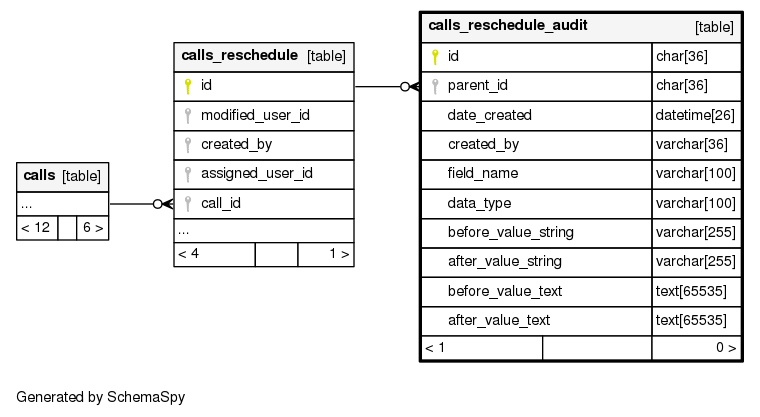 calls [table]
...
< 12 6 >
calls_reschedule [table]
id
modified_user_id
created_by
assigned_user_id
call_id
...
< 4 1 >
calls_reschedule_audit [table]
id char[36]
parent_id char[36]
date_created datetime[26]
created_by varchar[36]
field_name varchar[100]
data_type varchar[100]
before_value_string varchar[255]
after_value_string varchar[255]
before_value_text text[65535]
after_value_text text[65535]
< 1 0 >
Generated by SchemaSpy